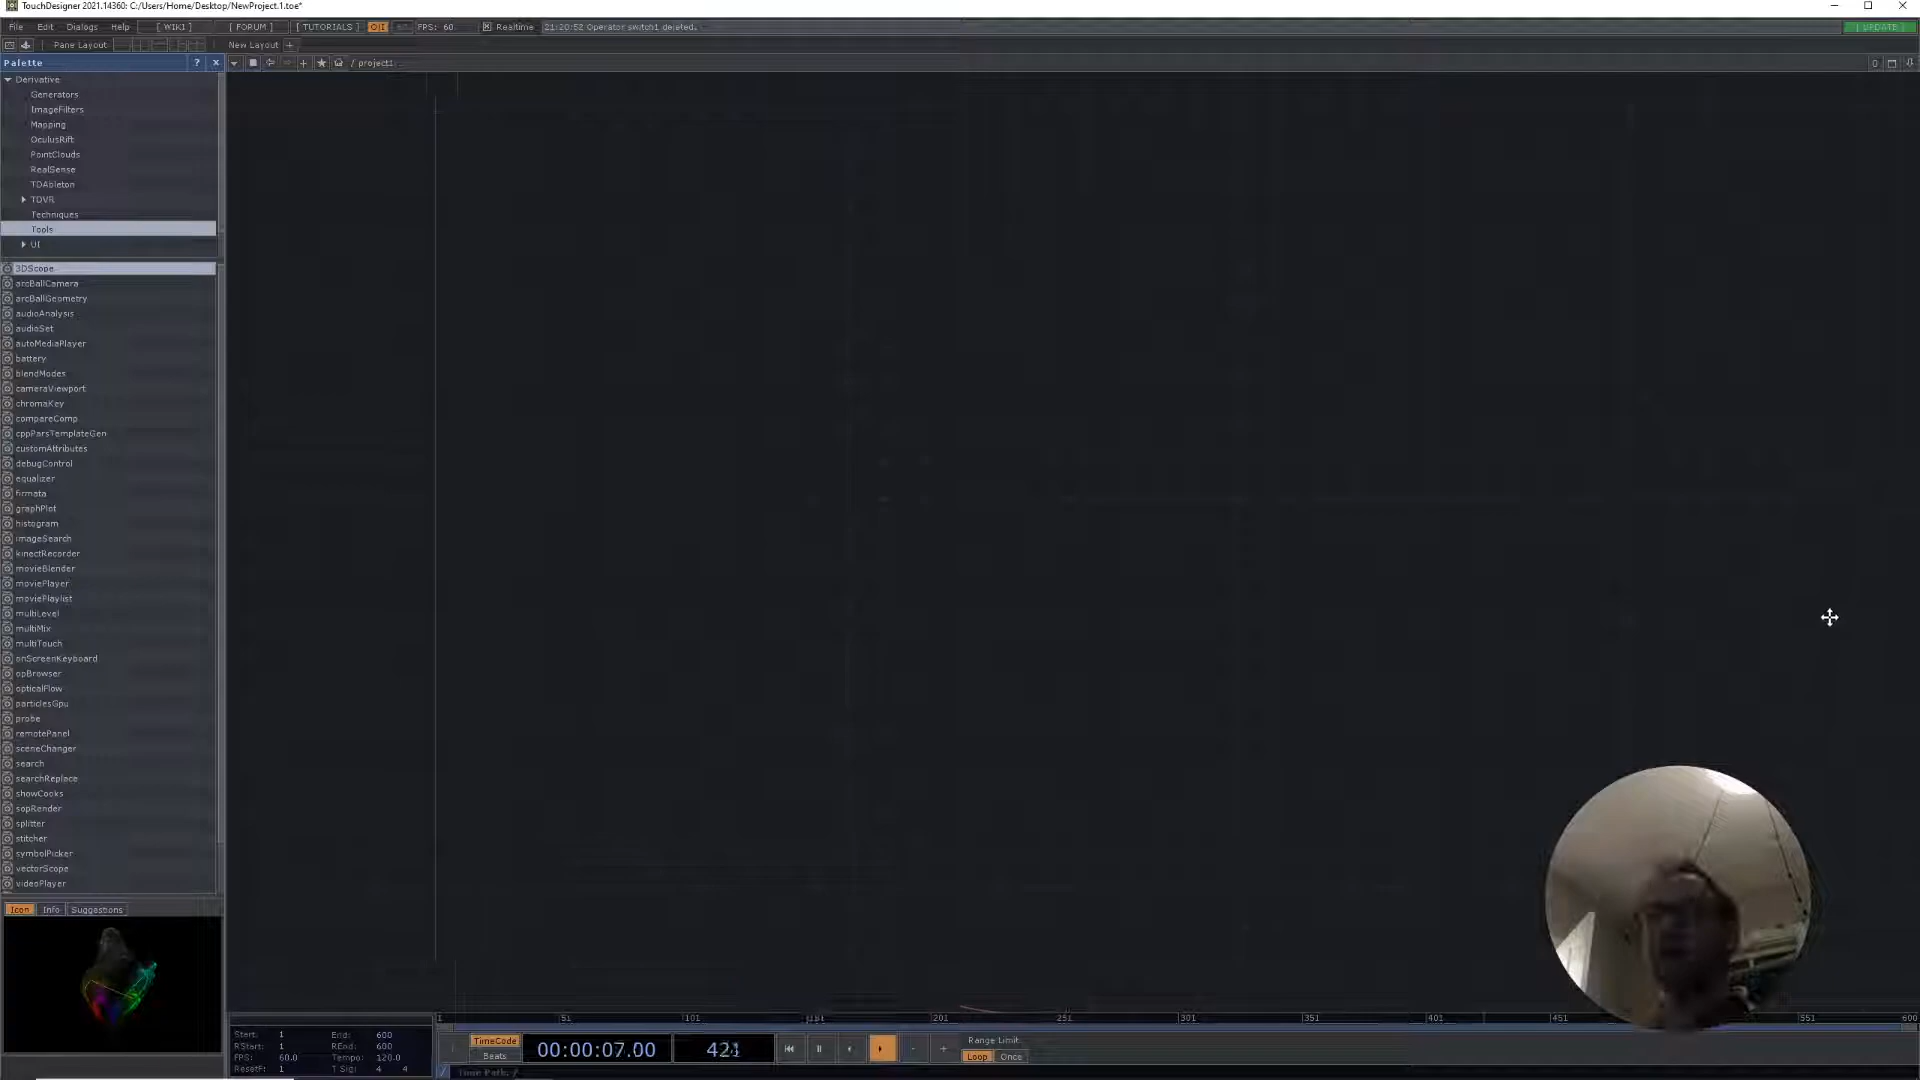 TouchDesigner 2021.14360: C:/Users/Home/Desktop/NewProject.1.toe*
File Edit Dialogs Help [ WIKI ] [ FORUM ] [ TUTORIALS ] O|I FPS: 60 Realtime 21:20:52 Operator switch1 deleted. [ UPDATE ]
Pane Layout New Layout +
Palette ? x / project1 0
Derivative
Generators
ImageFilters
Mapping
OculusRift
PointClouds
RealSense
TDAbleton
TDVR
Techniques
Tools
UI
3DScope
arcBallCamera
arcBallGeometry
audioAnalysis
audioSet
autoMediaPlayer
battery
blendModes
cameraViewport
chromaKey
compareComp
cppParsTemplateGen
customAttributes
debugControl
equalizer
firmata
graphPlot
histogram
imageSearch
kinectRecorder
movieBlender
moviePlayer
moviePlaylist
multiLevel
multiMix
multiTouch
onScreenKeyboard
opBrowser
opticalFlow
particlesGpu
probe
remotePanel
sceneChanger
search
searchReplace
showCooks
sopRender
splitter
stitcher
symbolPicker
vectorScope
videoPlayer
Icon Info Suggestions
1 51 101 151 201 251 301 351 401 451 501 551 600
Start: 1 End: 600
RStart: 1 REnd: 600
FPS: 60.0 Tempo: 120.0
ResetF: 1 T Sig: 4 4
TimeCode
Beats
00:00:07.00
- +
Range Limit
Loop Once
/ Time Path: /